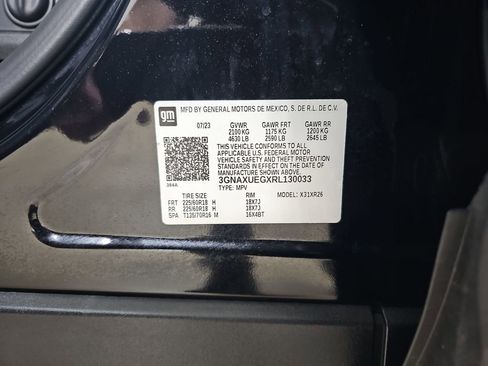 gm
MFD BY GENERAL MOTORS DE MEXICO, S. DE R.L. DE C.V.
07/23 GVWR GAWR FRT GAWR RR
2100 KG 1175 KG 1200 KG
4630 LB 2590 LB 2645 LB
THIS VEHICLE CONFORMS TO ALL
APPLICABLE U.S. FEDERAL MOTOR
VEHICLE SAFETY AND THEFT PREVENTION
STANDARDS IN EFFECT ON THE DATE OF
MANUFACTURE SHOWN ABOVE.
3GNAXUEGXRL130033
384A TYPE: MPV
TIRE SIZE RIM MODEL: X31XR26
FRT 225/60R18 H 18X7J
RR 225/60R18 H 18X7J
SPA T135/70R16 M 16X4BT